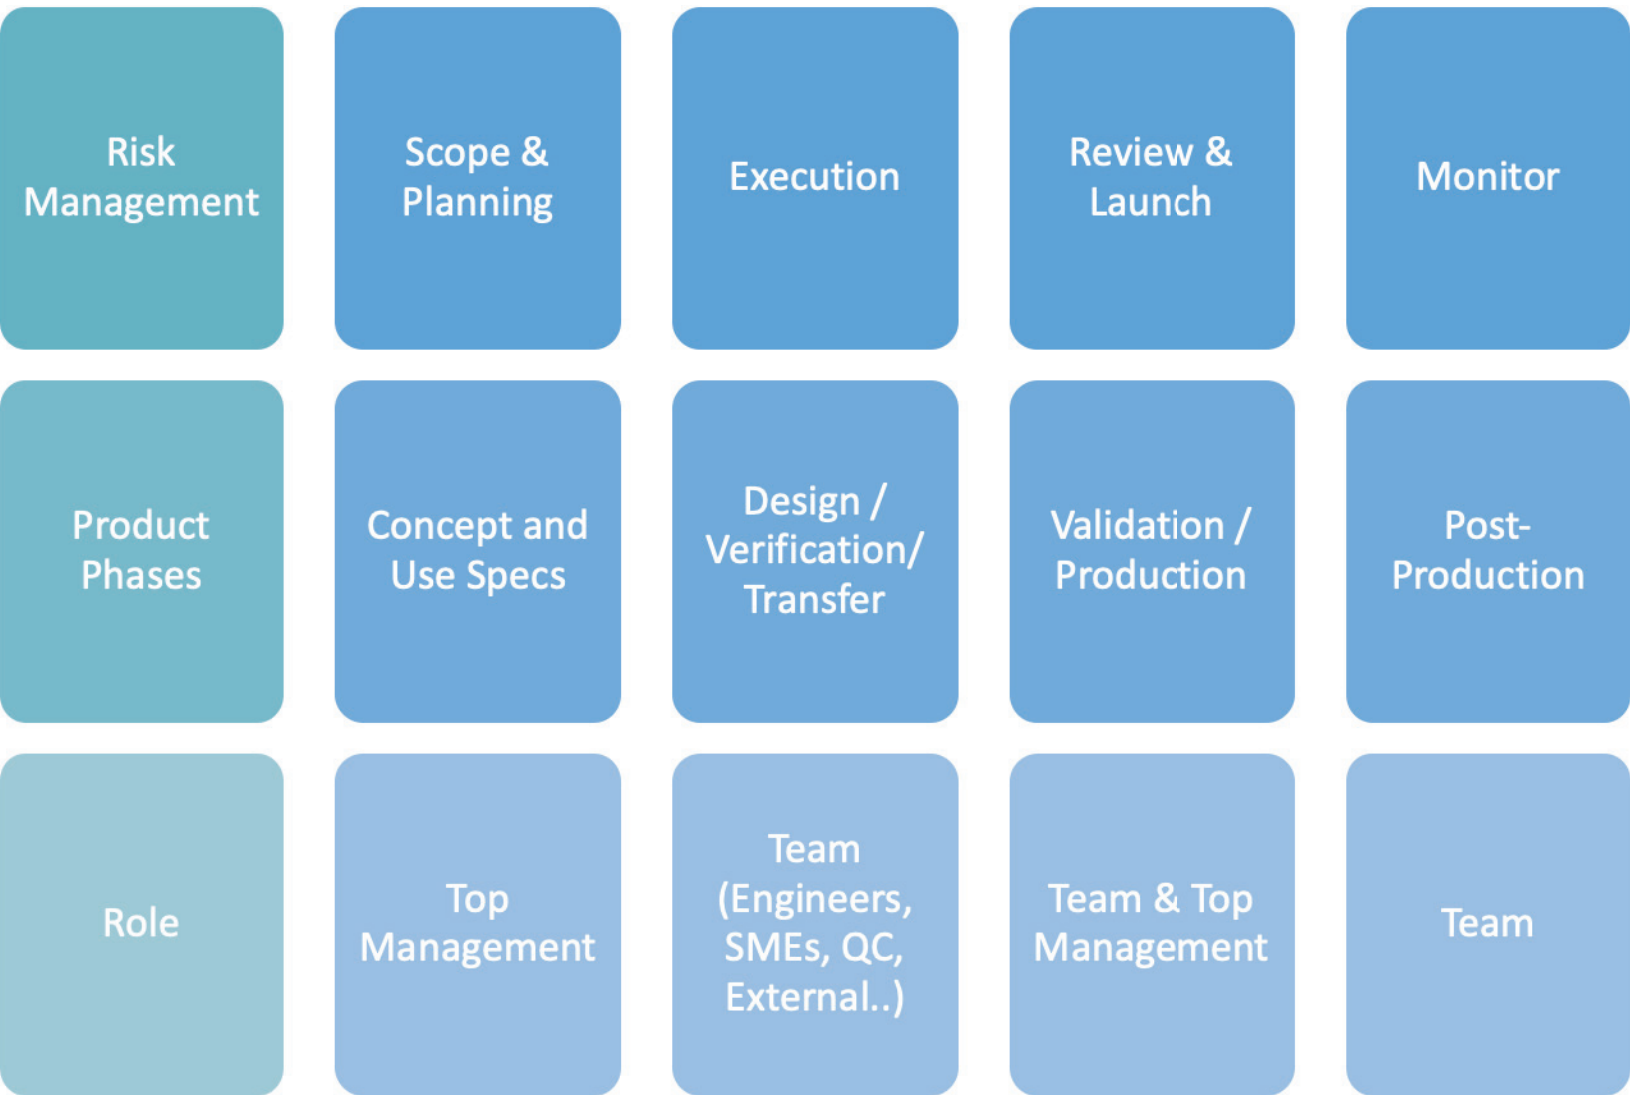 Risk
Management
Scope &
Planning
Execution
Review &
Launch
Monitor
Product
Phases
Concept and
Use Specs
Design /
Verification/
Transfer
Validation /
Production
Post-
Production
Role
Top
Management
Team
(Engineers,
SMEs, QC,
External..)
Team & Top
Management
Team